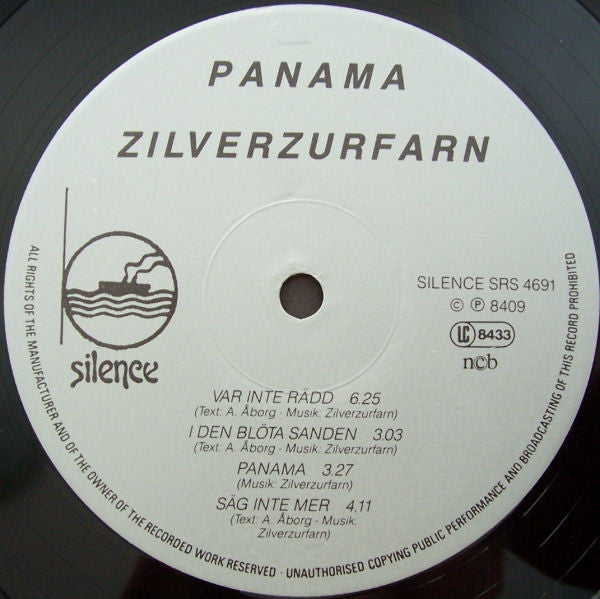 PANAMA
ZILVERZURFARN
silence
SILENCE SRS 4691
© ℗ 8409
LC 8433
n©b
VAR INTE RÄDD 6.25
(Text: A. Åborg - Musik: Zilverzurfarn)
I DEN BLÖTA SANDEN 3.03
(Text: A. Åborg - Musik: Zilverzurfarn)
PANAMA 3.27
(Musik: Zilverzurfarn)
SÄG INTE MER 4.11
(Text: A. Åborg - Musik:
Zilverzurfarn)
ALL RIGHTS OF THE MANUFACTURER AND OF THE OWNER OF THE RECORDED WORK RESERVED · UNAUTHORISED COPYING PUBLIC PERFORMANCE AND BROADCASTING OF THIS RECORD PROHIBITED